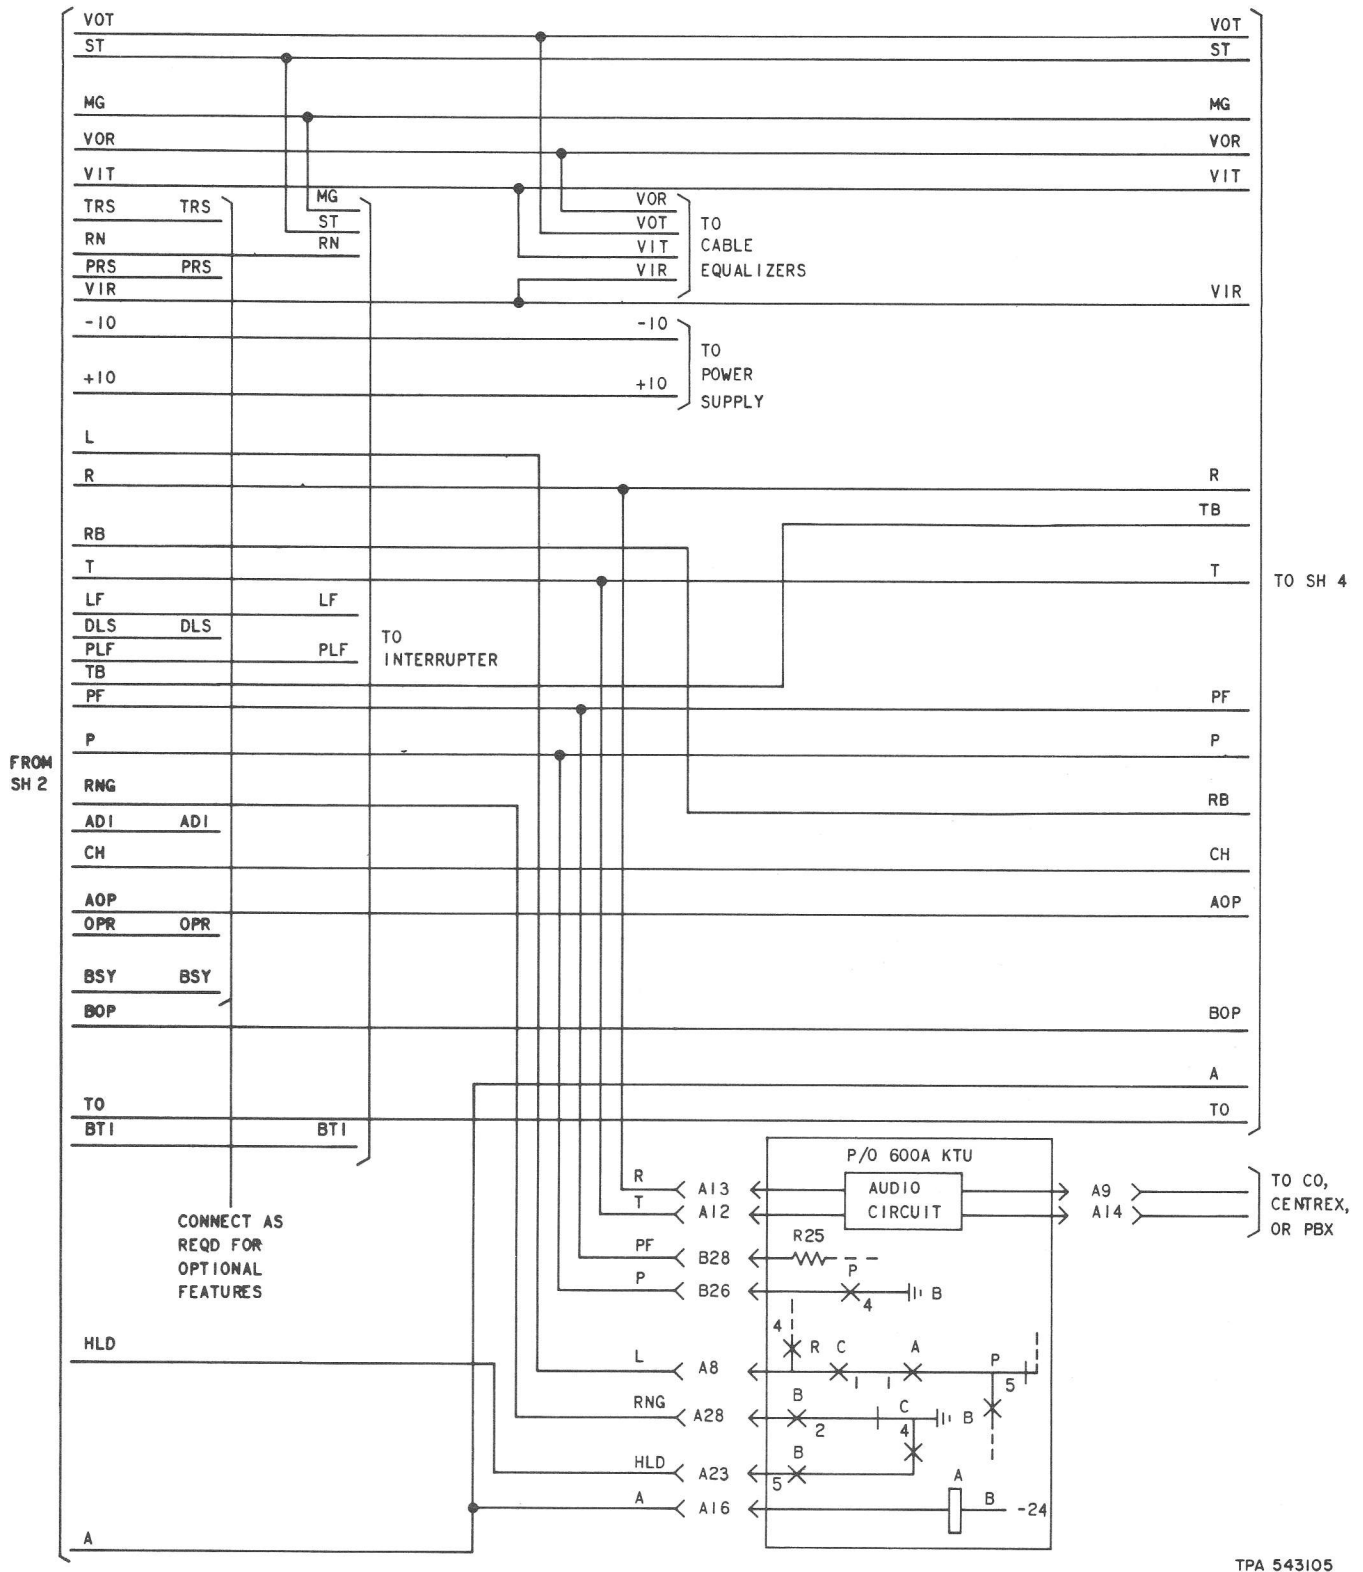 VOT VOT
ST ST
MG MG
VOR VOR
VIT VIT
TRS TRS MG VOR
ST VOT TO
RN RN VIT CABLE
PRS PRS VIR EQUALIZERS
VIR VIR
-10 -10 TO
POWER
+10 +10 SUPPLY
L
R R
TB
RB
T T TO SH 4
LF LF
DLS DLS TO
PLF PLF INTERRUPTER
TB
PF PF
P P
FROM
SH 2
RNG RB
ADI ADI
CH CH
AOP AOP
OPR OPR
BSY BSY
BOP BOP
A
TO TO
BTI BTI
P/O 600A KTU
R A13 AUDIO A9 TO CO,
T A12 CIRCUIT A14 CENTREX,
OR PBX
CONNECT AS
REQD FOR
OPTIONAL
FEATURES
R25
PF B28
P
P B26 4 B
4
HLD R C A P
L A8 1 1 5
B C
RNG A28 2 4 B
B
HLD A23 5
A
A A16 B -24
A
TPA 543105